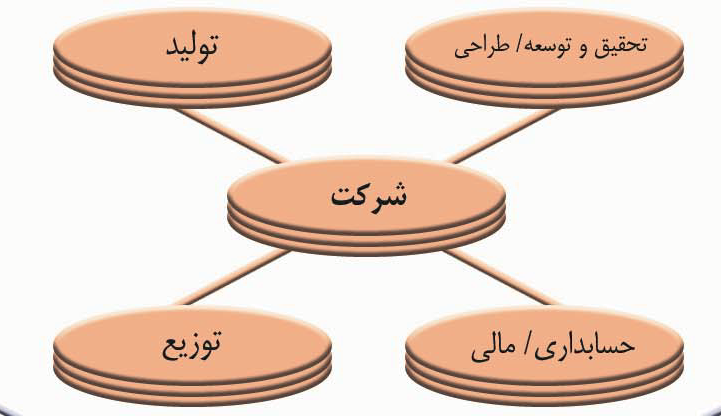 تحقیق و توسعه/ طراحی
تولید
شرکت
حسابداری/ مالی
توزیع